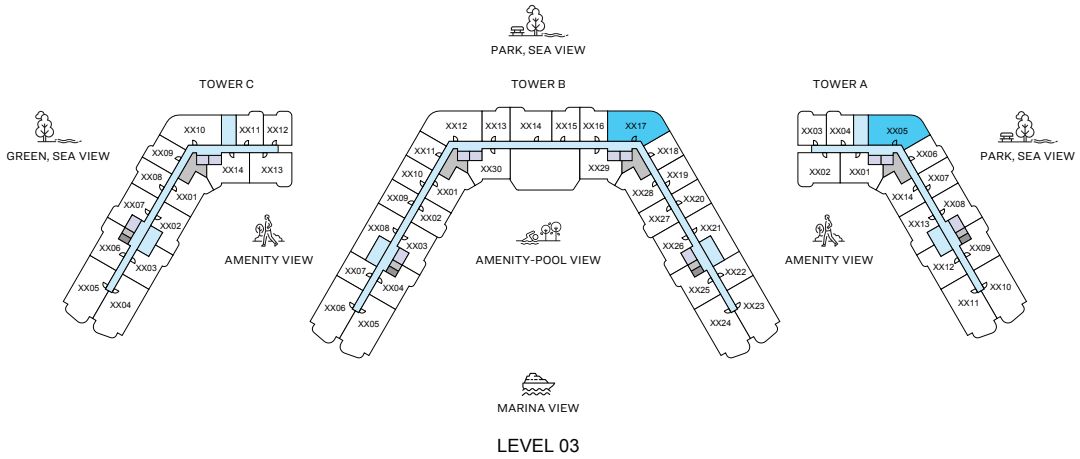 PARK, SEA VIEW
TOWER C
TOWER B
TOWER A
GREEN, SEA VIEW
PARK, SEA VIEW
XX10
XX11
XX12
XX09
XX14
XX13
XX08
XX01
XX07
XX02
XX06
XX03
XX05
XX04
AMENITY VIEW
XX12
XX13
XX14
XX15
XX16
XX17
XX11
XX30
XX29
XX18
XX10
XX01
XX28
XX19
XX09
XX02
XX27
XX20
XX08
XX03
XX26
XX21
XX07
XX04
XX25
XX22
XX06
XX05
XX24
XX23
AMENITY-POOL VIEW
AMENITY VIEW
XX03
XX04
XX05
XX02
XX01
XX06
XX14
XX07
XX13
XX08
XX12
XX09
XX11
XX10
MARINA VIEW
LEVEL 03